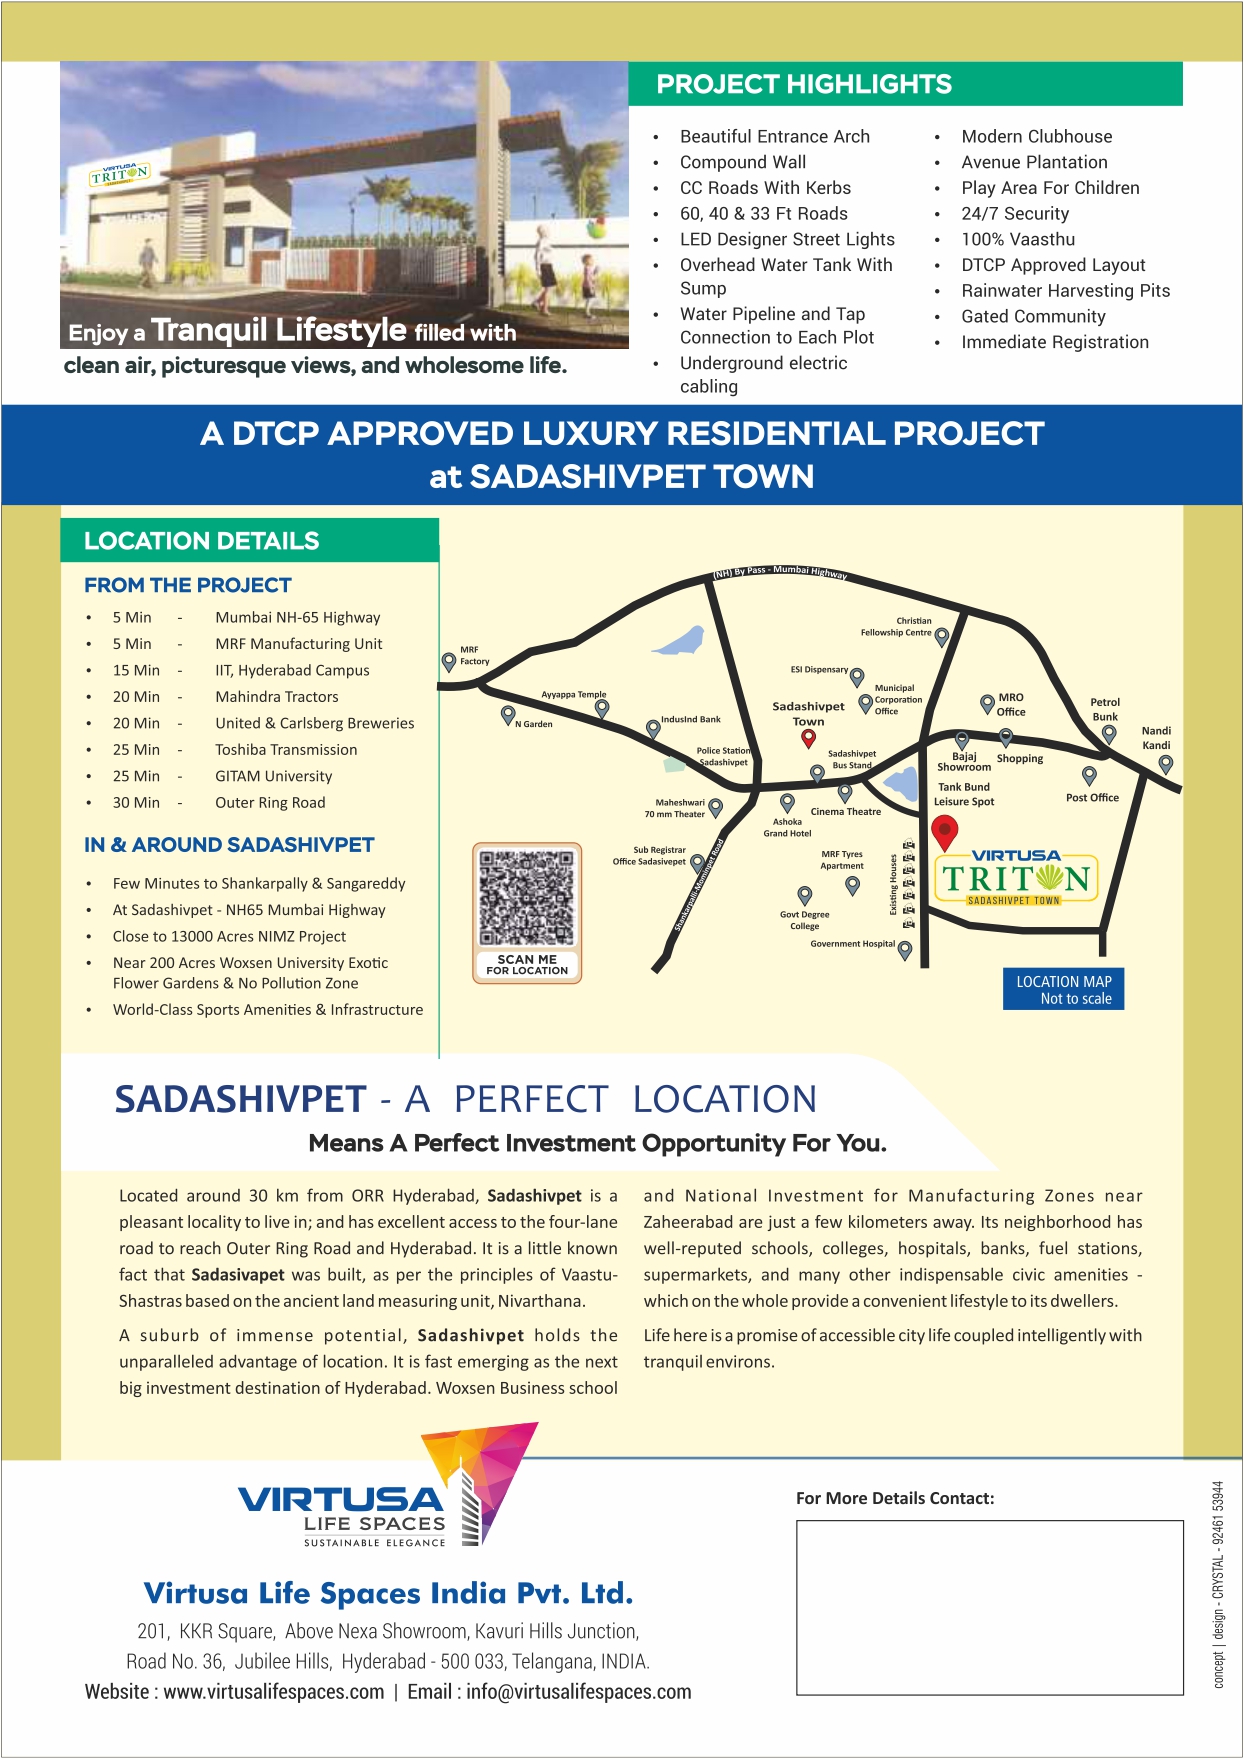 VIRTUSA
TRITON
SADASHIVPET TOWN
Enjoy a Tranquil Lifestyle filled with
clean air, picturesque views, and wholesome life.
PROJECT HIGHLIGHTS
• Beautiful Entrance Arch
• Compound Wall
• CC Roads With Kerbs
• 60, 40 & 33 Ft Roads
• LED Designer Street Lights
• Overhead Water Tank With
Sump
• Water Pipeline and Tap
Connection to Each Plot
• Underground electric
cabling
• Modern Clubhouse
• Avenue Plantation
• Play Area For Children
• 24/7 Security
• 100% Vaasthu
• DTCP Approved Layout
• Rainwater Harvesting Pits
• Gated Community
• Immediate Registration
A DTCP APPROVED LUXURY RESIDENTIAL PROJECT
at SADASHIVPET TOWN
LOCATION DETAILS
FROM THE PROJECT
• 5 Min - Mumbai NH-65 Highway
• 5 Min - MRF Manufacturing Unit
• 15 Min - IIT, Hyderabad Campus
• 20 Min - Mahindra Tractors
• 20 Min - United & Carlsberg Breweries
• 25 Min - Toshiba Transmission
• 25 Min - GITAM University
• 30 Min - Outer Ring Road
IN & AROUND SADASHIVPET
• Few Minutes to Shankarpally & Sangareddy
• At Sadashivpet - NH65 Mumbai Highway
• Close to 13000 Acres NIMZ Project
• Near 200 Acres Woxsen University Exotic
Flower Gardens & No Pollution Zone
• World-Class Sports Amenities & Infrastructure
(NH) By Pass - Mumbai Highway
Christian
Fellowship Centre
MRF
Factory
ESI Dispensary
Municipal
Corporation
Office
Ayyappa Temple
N Garden
IndusInd Bank
Sadashivpet
Town
MRO
Office
Petrol
Bunk
Nandi
Kandi
Police Station
Sadashivpet
Sadashivpet
Bus Stand
Bajaj
Showroom
Shopping
Tank Bund
Leisure Spot
Post Office
Maheshwari
70 mm Theater
Ashoka
Grand Hotel
Cinema Theatre
Sub Registrar
Office Sadasivepet
Shankarpalli-Mominpet Road
MRF Tyres
Apartment
Existing Houses
Govt Degree
College
Government Hospital
VIRTUSA
TRITON
SADASHIVPET TOWN
SCAN ME
FOR LOCATION
LOCATION MAP
Not to scale
SADASHIVPET - A PERFECT LOCATION
Means A Perfect Investment Opportunity For You.
Located around 30 km from ORR Hyderabad, Sadashivpet is a
pleasant locality to live in; and has excellent access to the four-lane
road to reach Outer Ring Road and Hyderabad. It is a little known
fact that Sadasivapet was built, as per the principles of Vaastu-
Shastras based on the ancient land measuring unit, Nivarthana.
A suburb of immense potential, Sadashivpet holds the
unparalleled advantage of location. It is fast emerging as the next
big investment destination of Hyderabad. Woxsen Business school
and National Investment for Manufacturing Zones near
Zaheerabad are just a few kilometers away. Its neighborhood has
well-reputed schools, colleges, hospitals, banks, fuel stations,
supermarkets, and many other indispensable civic amenities -
which on the whole provide a convenient lifestyle to its dwellers.
Life here is a promise of accessible city life coupled intelligently with
tranquil environs.
VIRTUSA
LIFE SPACES
SUSTAINABLE ELEGANCE
Virtusa Life Spaces India Pvt. Ltd.
201, KKR Square, Above Nexa Showroom, Kavuri Hills Junction,
Road No. 36, Jubilee Hills, Hyderabad - 500 033, Telangana, INDIA.
Website : www.virtusalifespaces.com | Email : info@virtusalifespaces.com
For More Details Contact:
concept | design - CRYSTAL - 92461 53944